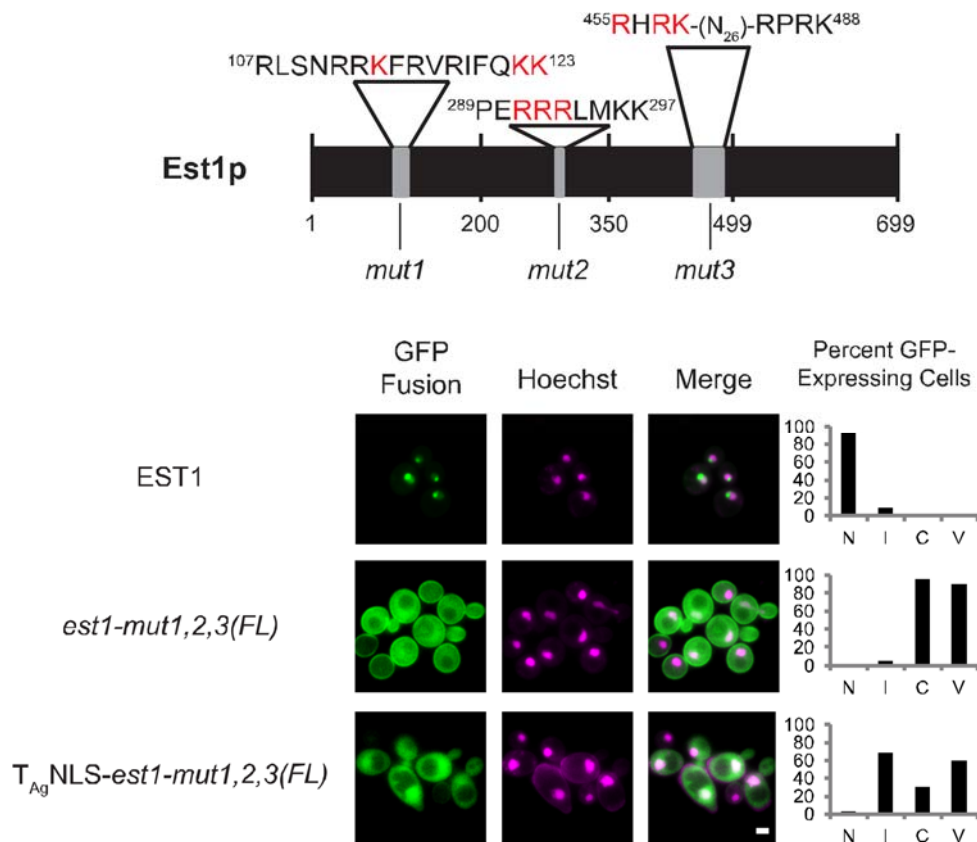 455RHRK-(N26)-RPRK488
107RLSNRRKFRVRIFQKK123
289PERRRLMKK297
Est1p
1 200 350 499 699
mut1 mut2 mut3
GFP Fusion Hoechst Merge Percent GFP-Expressing Cells
EST1
100
80
60
40
20
0
N I C V
est1-mut1,2,3(FL)
100
80
60
40
20
0
N I C V
TAgNLS-est1-mut1,2,3(FL)
100
80
60
40
20
0
N I C V